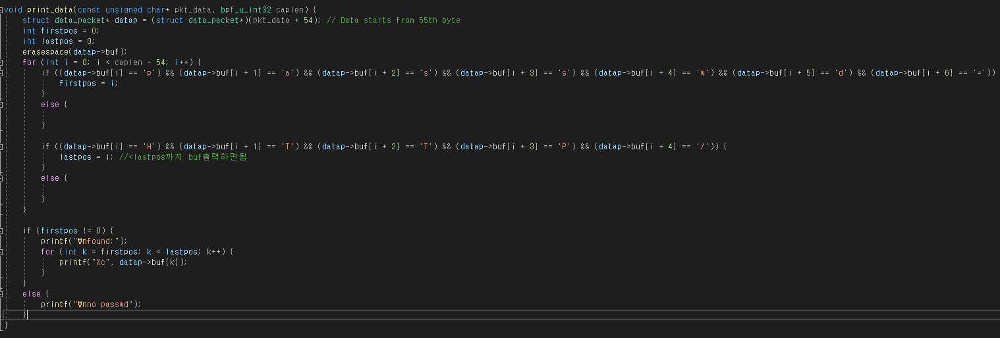 void print_data(const unsigned char* pkt_data, bpf_u_int32 caplen) {
struct data_packet* datap = (struct data_packet*)(pkt_data + 54); // Data starts from 55th byte
int firstpos = 0;
int lastpos = 0;
erasespace(datap->buf);
for (int i = 0; i < caplen - 54; i++) {
if ((datap->buf[i] == 'p') && (datap->buf[i + 1] == 'a') && (datap->buf[i + 2] == 's') && (datap->buf[i + 3] == 's') && (datap->buf[i + 4] == 'w') && (datap->buf[i + 5] == 'd') && (datap->buf[i + 6] == '='))
firstpos = i;
}
else {
}
if ((datap->buf[i] == 'H') && (datap->buf[i + 1] == 'T') && (datap->buf[i + 2] == 'T') && (datap->buf[i + 3] == 'P') && (datap->buf[i + 4] == '/')) {
lastpos = i; //<lastpos까지 buf출력하면됨
}
else {
}
}
if (firstpos != 0) {
printf("₩nfound:");
for (int k = firstpos; k < lastpos; k++) {
printf("%c", datap->buf[k]);
}
}
else {
printf("₩nno passwd");
}
}